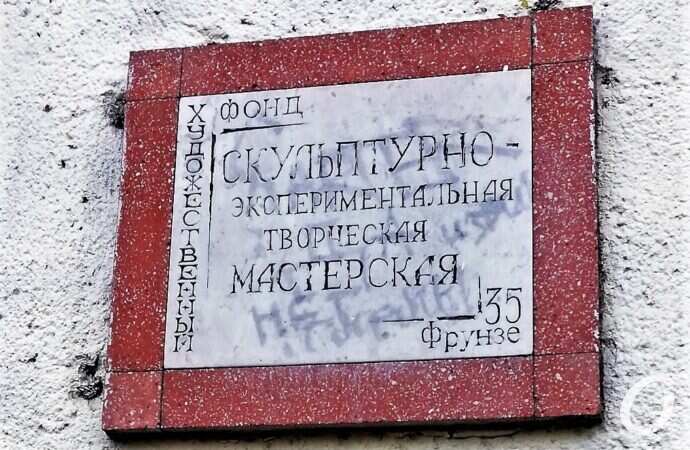 ХУДОЖЕСТВЕННЫЙ
ФОНД
СКУЛЬПТУРНО-
ЭКСПЕРИМЕНТАЛЬНАЯ
ТВОРЧЕСКАЯ
МАСТЕРСКАЯ
35
Фрунзе